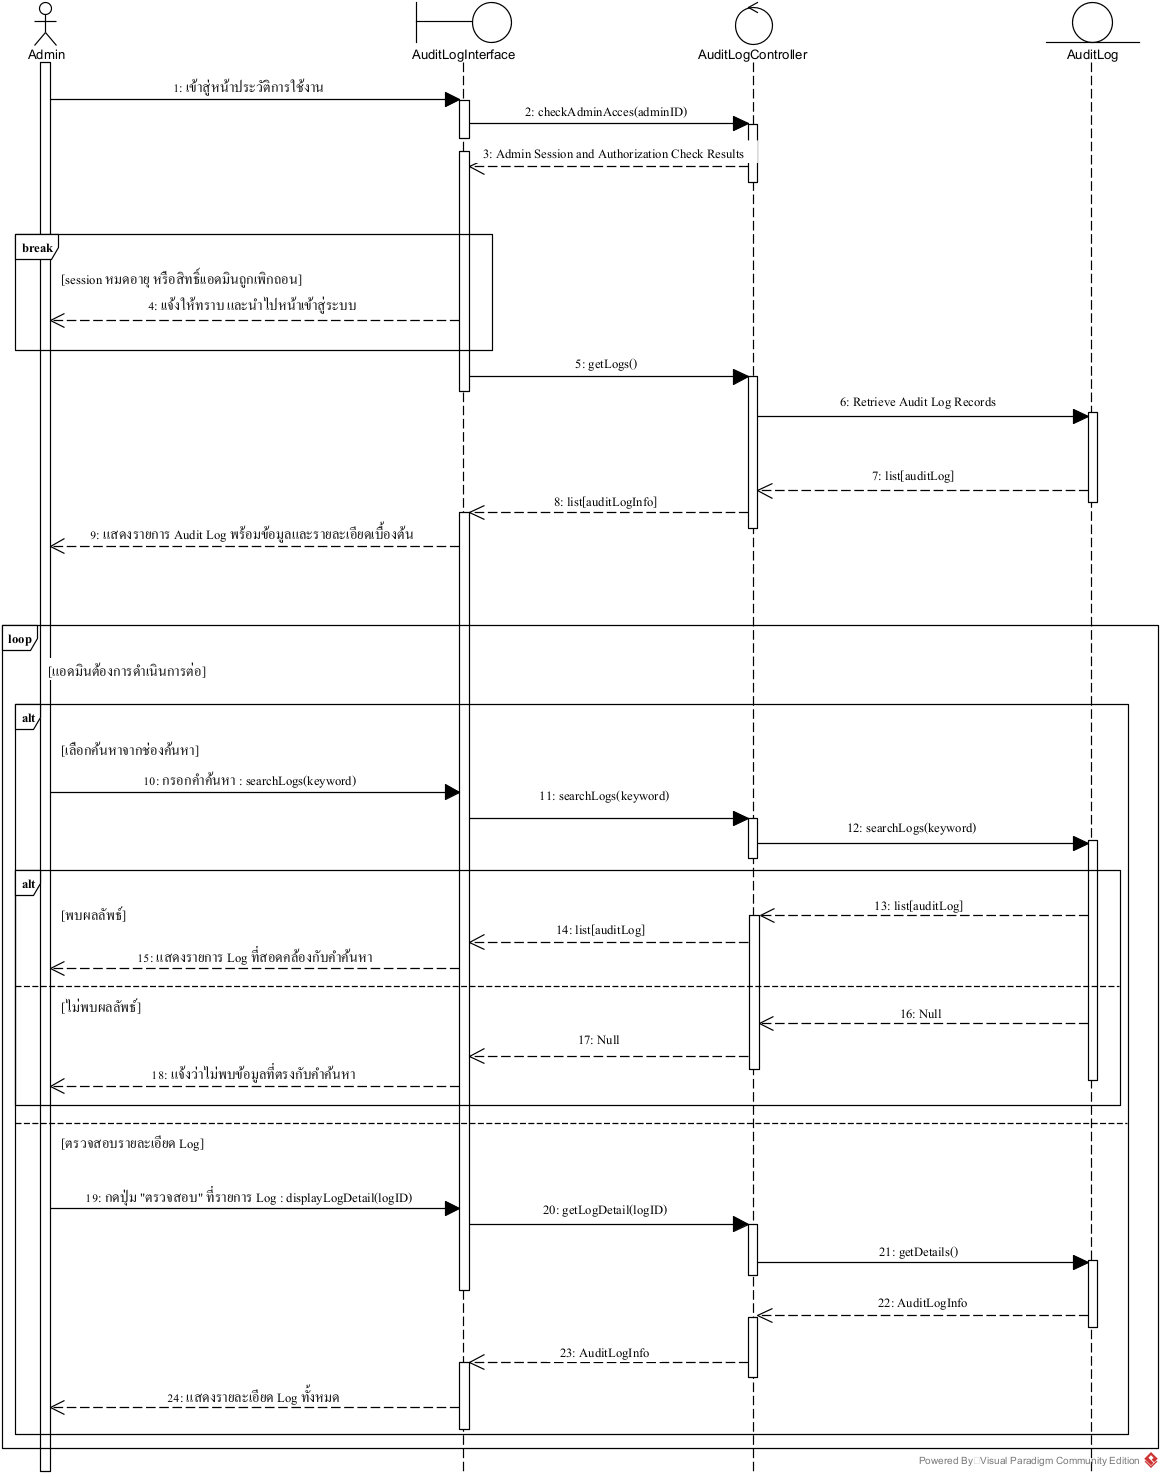 Admin
AuditLogInterface
AuditLogController
AuditLog
1: เข้าสู่หน้าประวัติการใช้งาน
2: checkAdminAcces(adminID)
3: Admin Session and Authorization Check Results
break
[session หมดอายุ หรือสิทธิ์แอดมินถูกเพิกถอน]
4: แจ้งให้ทราบ และนำไปหน้าเข้าสู่ระบบ
5: getLogs()
6: Retrieve Audit Log Records
7: list[auditLog]
8: list[auditLogInfo]
9: แสดงรายการ Audit Log พร้อมข้อมูลและรายละเอียดเบื้องต้น
loop
[แอดมินต้องการดำเนินการต่อ]
alt
[เลือกค้นหาจากช่องค้นหา]
10: กรอกคำค้นหา : searchLogs(keyword)
11: searchLogs(keyword)
12: searchLogs(keyword)
alt
[พบผลลัพธ์]
13: list[auditLog]
14: list[auditLog]
15: แสดงรายการ Log ที่สอดคล้องกับคำค้นหา
[ไม่พบผลลัพธ์]
16: Null
17: Null
18: แจ้งว่าไม่พบข้อมูลที่ตรงกับคำค้นหา
[ตรวจสอบรายละเอียด Log]
19: กดปุ่ม "ตรวจสอบ" ที่รายการ Log : displayLogDetail(logID)
20: getLogDetail(logID)
21: getDetails()
22: AuditLogInfo
23: AuditLogInfo
24: แสดงรายละเอียด Log ทั้งหมด
Powered By Visual Paradigm Community Edition